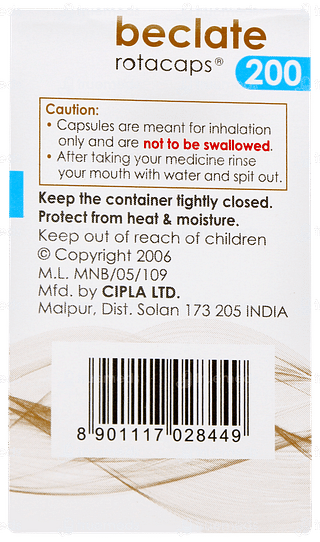 beclate
rotacaps®
200
Caution:
• Capsules are meant for inhalation
only and are not to be swallowed.
• After taking your medicine rinse
your mouth with water and spit out.
Keep the container tightly closed.
Protect from heat & moisture.
Keep out of reach of children
© Copyright 2006
M.L. MNB/05/109
Mfd. by CIPLA LTD.
Malpur, Dist. Solan 173 205 INDIA
8 901117 028449